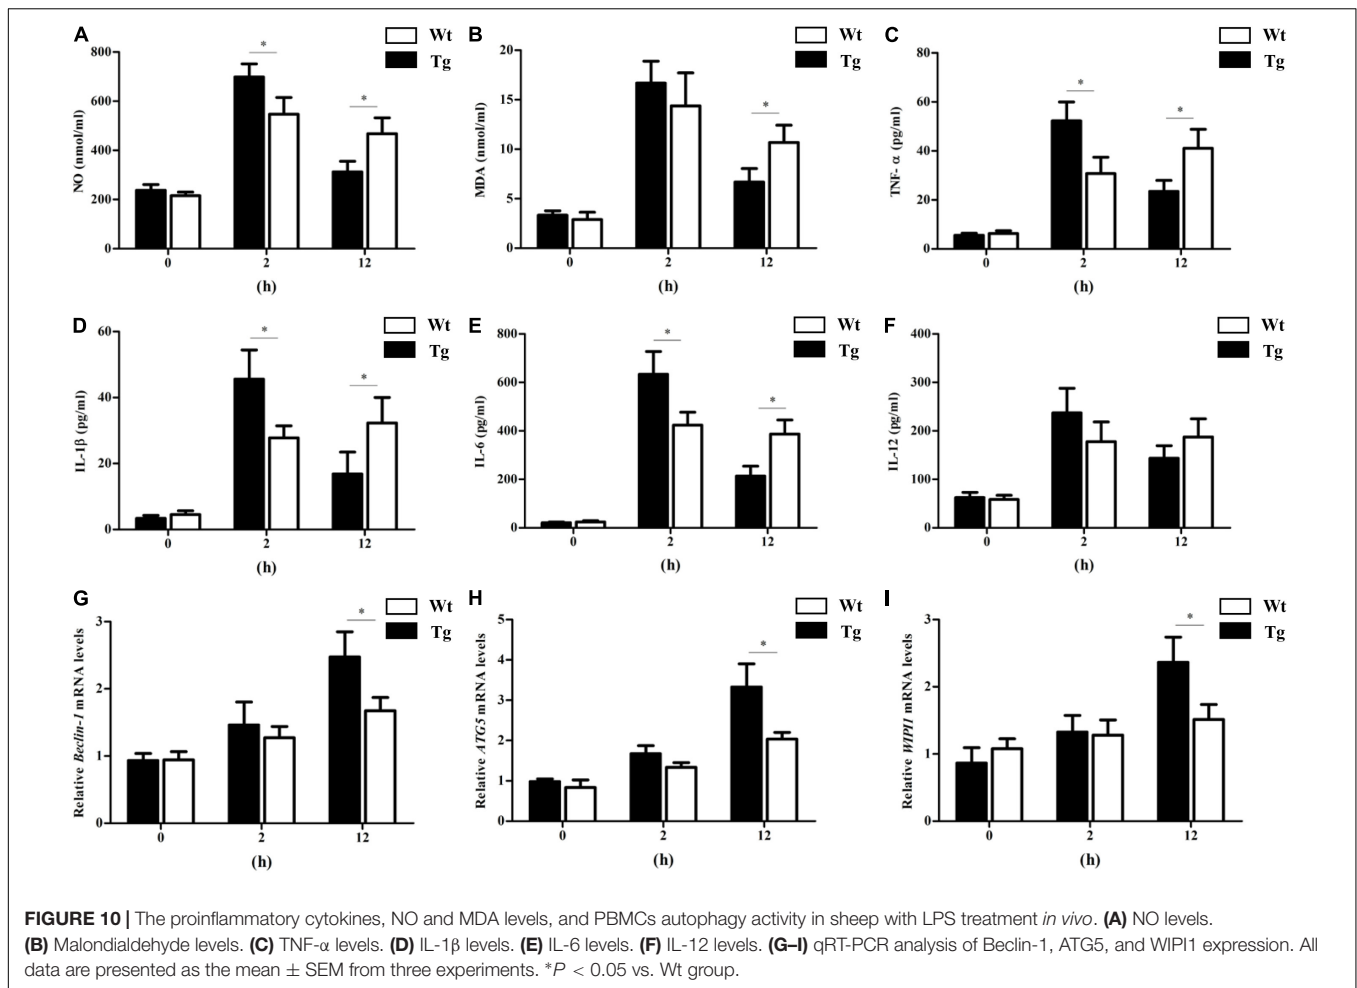 A
Wt
Tg
NO (nmol/ml)
800
600
400
200
0
*
*
0 2 12
(h)
B
Wt
Tg
MDA (nmol/ml)
20
15
10
5
0
*
0 2 12
(h)
C
Wt
Tg
TNF- α (pg/ml)
80
60
40
20
0
*
*
0 2 12
(h)
D
Wt
Tg
IL-1β (pg/ml)
60
40
20
0
*
*
0 2 12
(h)
E
Wt
Tg
IL-6 (pg/ml)
800
600
400
200
0
*
*
0 2 12
(h)
F
Wt
Tg
IL-12 (pg/ml)
400
300
200
100
0
0 2 12
(h)
G
Wt
Tg
Relative Beclin-1 mRNA levels
3
2
1
0
*
0 2 12
(h)
H
Wt
Tg
Relative ATG5 mRNA levels
5
4
3
2
1
0
*
0 2 12
(h)
I
Wt
Tg
Relative WIPI1 mRNA levels
3
2
1
0
*
0 2 12
(h)
FIGURE 10 | The proinflammatory cytokines, NO and MDA levels, and PBMCs autophagy activity in sheep with LPS treatment in vivo. (A) NO levels.
(B) Malondialdehyde levels. (C) TNF-α levels. (D) IL-1β levels. (E) IL-6 levels. (F) IL-12 levels. (G–I) qRT-PCR analysis of Beclin-1, ATG5, and WIPI1 expression. All
data are presented as the mean ± SEM from three experiments. *P < 0.05 vs. Wt group.